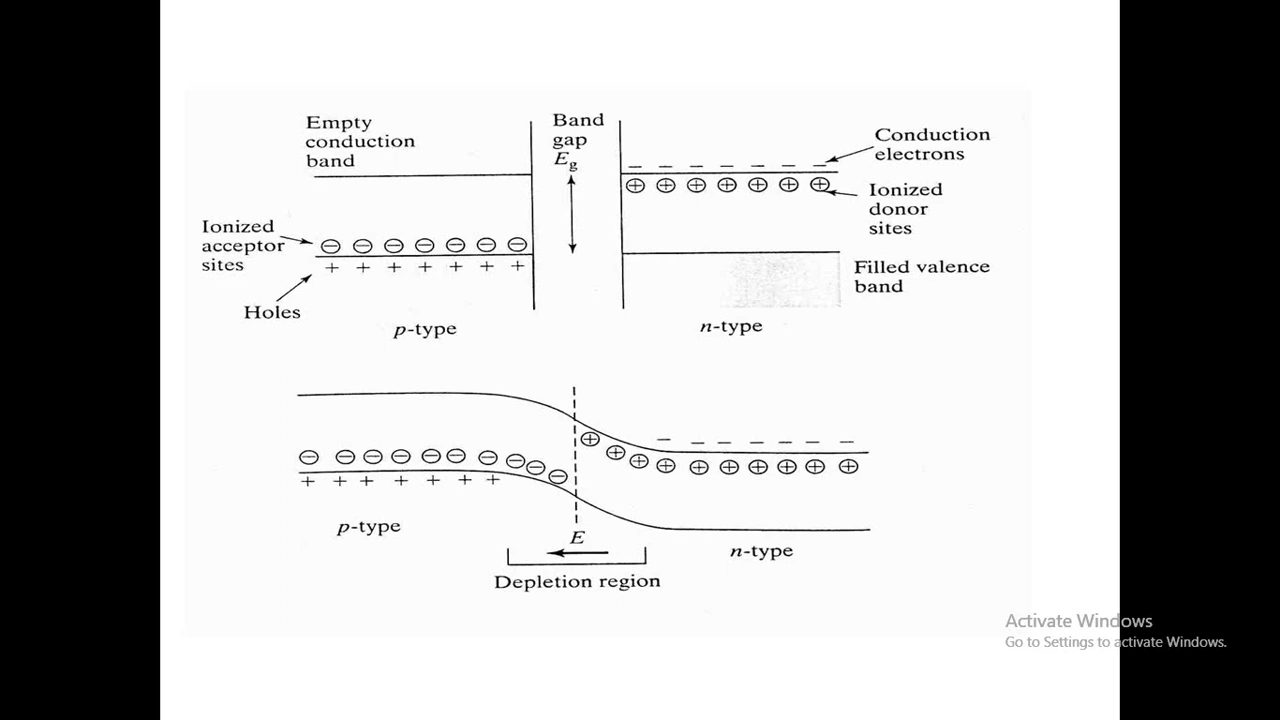 Empty
conduction
band
Band
gap
Eg
Conduction
electrons
Ionized
donor
sites
Ionized
acceptor
sites
Holes
Filled valence
band
p-type
n-type
p-type
E
n-type
Depletion region
Activate Windows
Go to Settings to activate Windows.